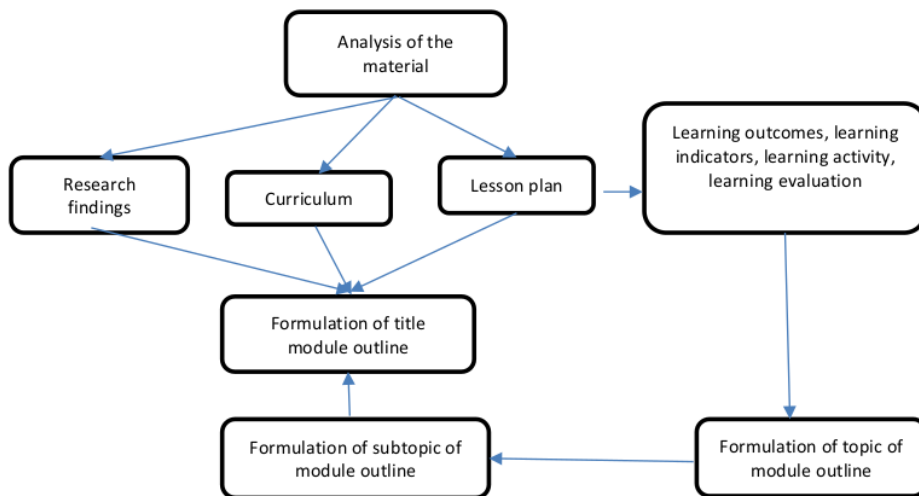 Analysis of the
material
Research
findings
Curriculum
Lesson plan
Learning outcomes, learning
indicators, learning activity,
learning evaluation
Formulation of title
module outline
Formulation of subtopic of
module outline
Formulation of topic of
module outline